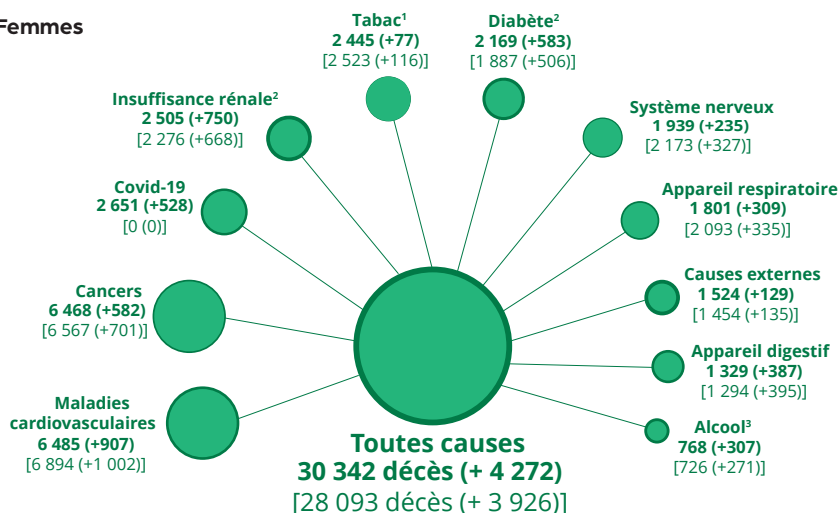 Femmes
Tabac¹
2 445 (+77)
[2 523 (+116)]
Diabète²
2 169 (+583)
[1 887 (+506)]
Insuffisance rénale²
2 505 (+750)
[2 276 (+668)]
Système nerveux
1 939 (+235)
[2 173 (+327)]
Covid-19
2 651 (+528)
[0 (0)]
Appareil respiratoire
1 801 (+309)
[2 093 (+335)]
Cancers
6 468 (+582)
[6 567 (+701)]
Causes externes
1 524 (+129)
[1 454 (+135)]
Appareil digestif
1 329 (+387)
[1 294 (+395)]
Maladies
cardiovasculaires
6 485 (+907)
[6 894 (+1 002)]
Alcool³
768 (+307)
[726 (+271)]
Toutes causes
30 342 décès (+ 4 272)
[28 093 décès (+ 3 926)]